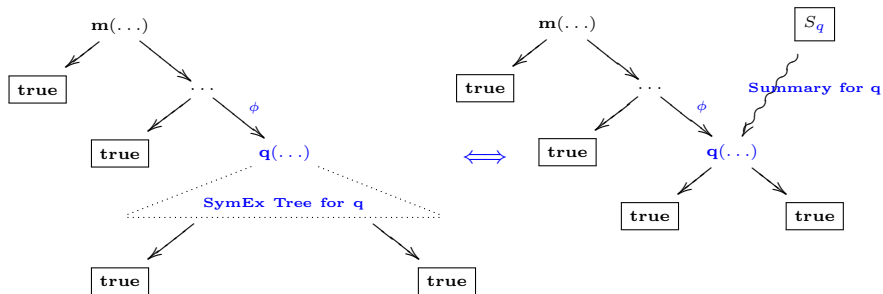 m(...)
true
...
ϕ
true
q(...)
SymEx Tree for q
true
true
⟺
m(...)
S_q
true
...
Summary for q
ϕ
true
q(...)
true
true